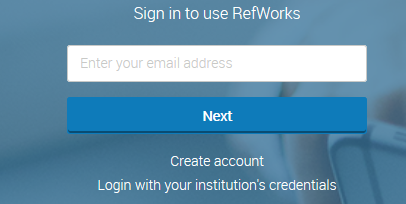 Sign in to use RefWorks
Enter your email address
Next
Create account
Login with your institution's credentials